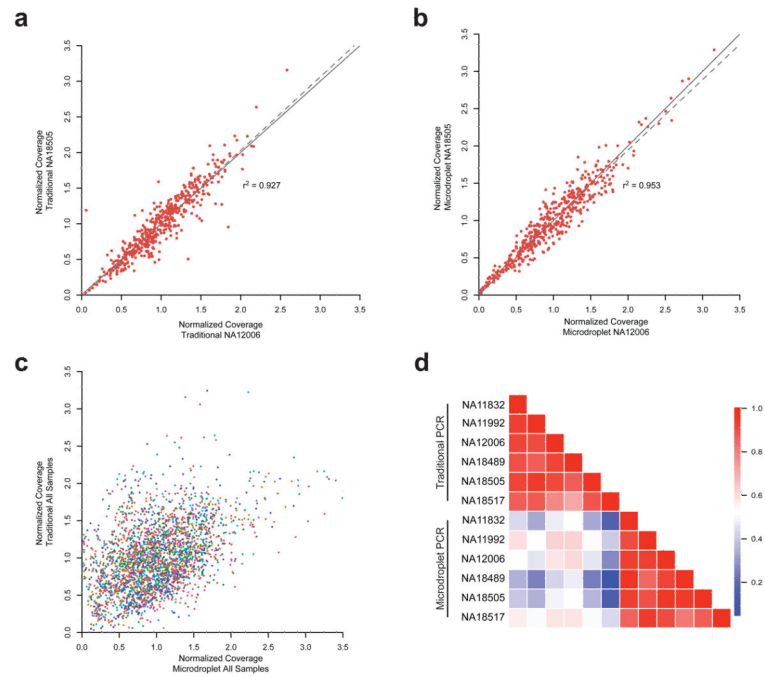 a
3.5
3.0
2.5
2.0
1.5
1.0
0.5
0.0
Normalized Coverage
Traditional NA18505
r² = 0.927
0.0 0.5 1.0 1.5 2.0 2.5 3.0 3.5
Normalized Coverage
Traditional NA12006
b
3.5
3.0
2.5
2.0
1.5
1.0
0.5
0.0
Normalized Coverage
Microdroplet NA18505
r² = 0.953
0.0 0.5 1.0 1.5 2.0 2.5 3.0 3.5
Normalized Coverage
Microdroplet NA12006
c
3.5
3.0
2.5
2.0
1.5
1.0
0.5
0.0
Normalized Coverage
Traditional All Samples
0.0 0.5 1.0 1.5 2.0 2.5 3.0 3.5
Normalized Coverage
Microdroplet All Samples
d
Traditional PCR
NA11832
NA11992
NA12006
NA18489
NA18505
NA18517
Microdroplet PCR
NA11832
NA11992
NA12006
NA18489
NA18505
NA18517
1.0
0.8
0.6
0.4
0.2